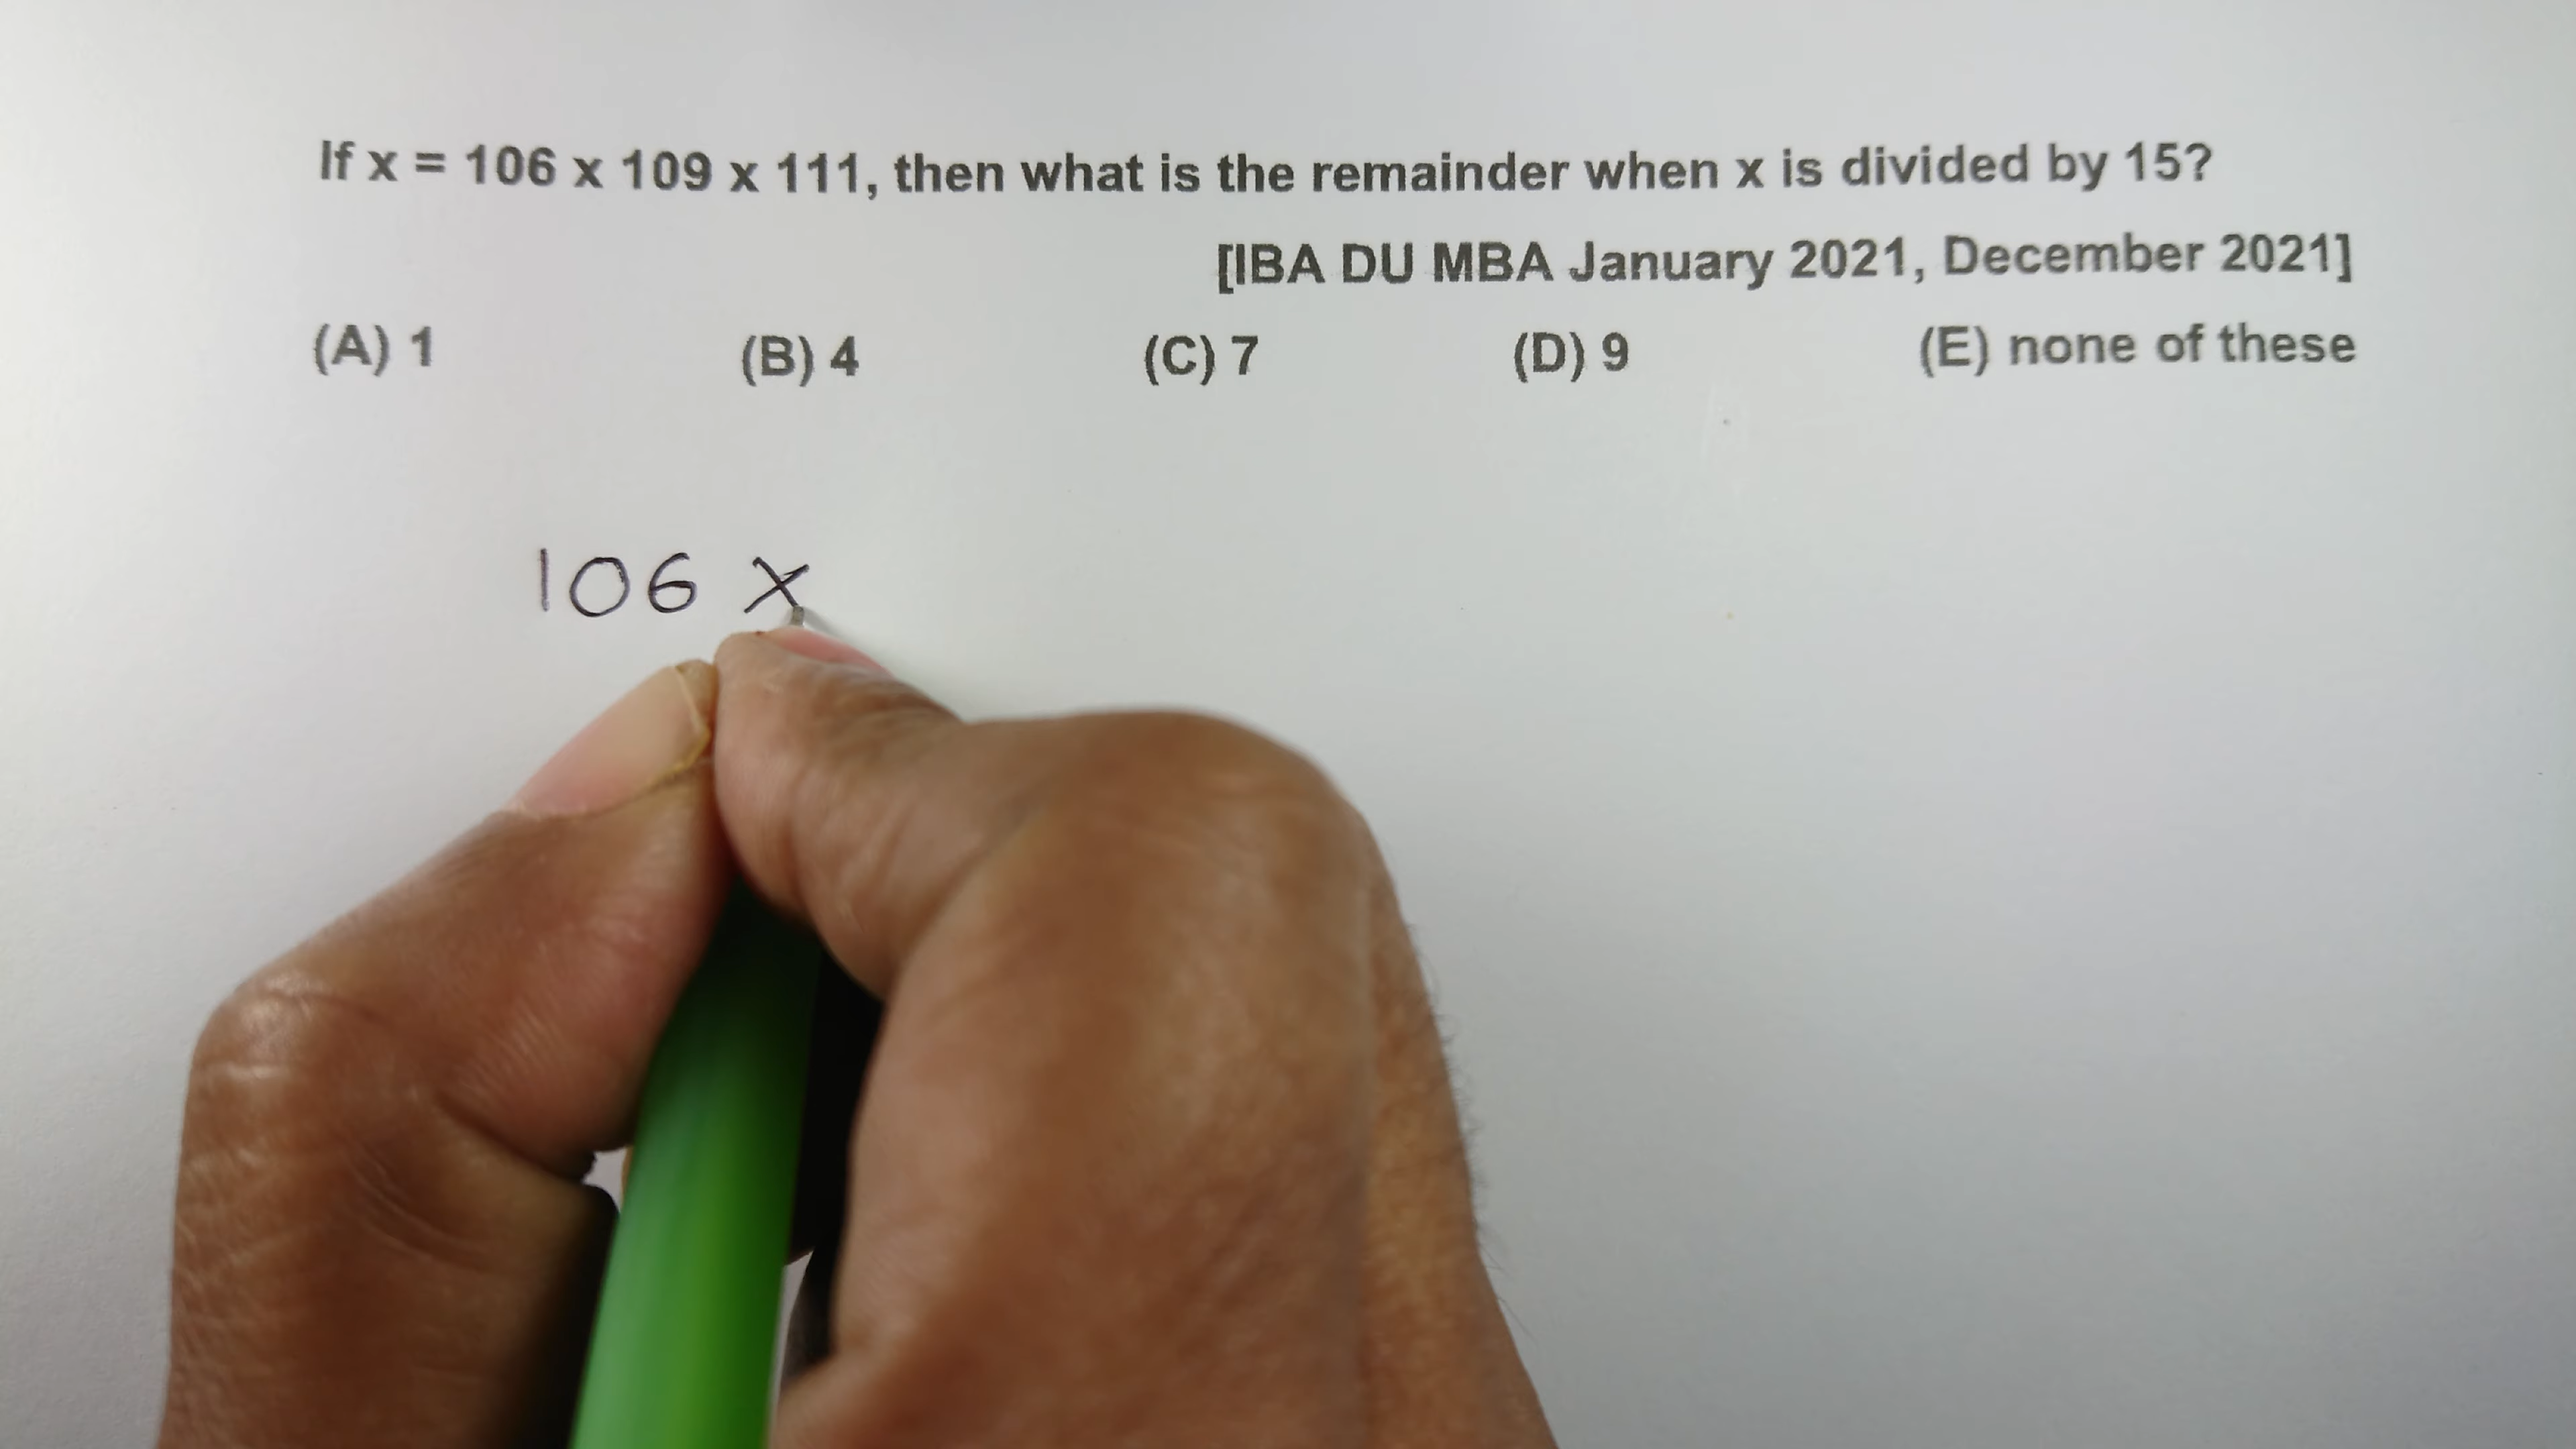 If x = 106 x 109 x 111, then what is the remainder when x is divided by 15?
[IBA DU MBA January 2021, December 2021]
(A) 1 (B) 4 (C) 7 (D) 9 (E) none of these
106 ×